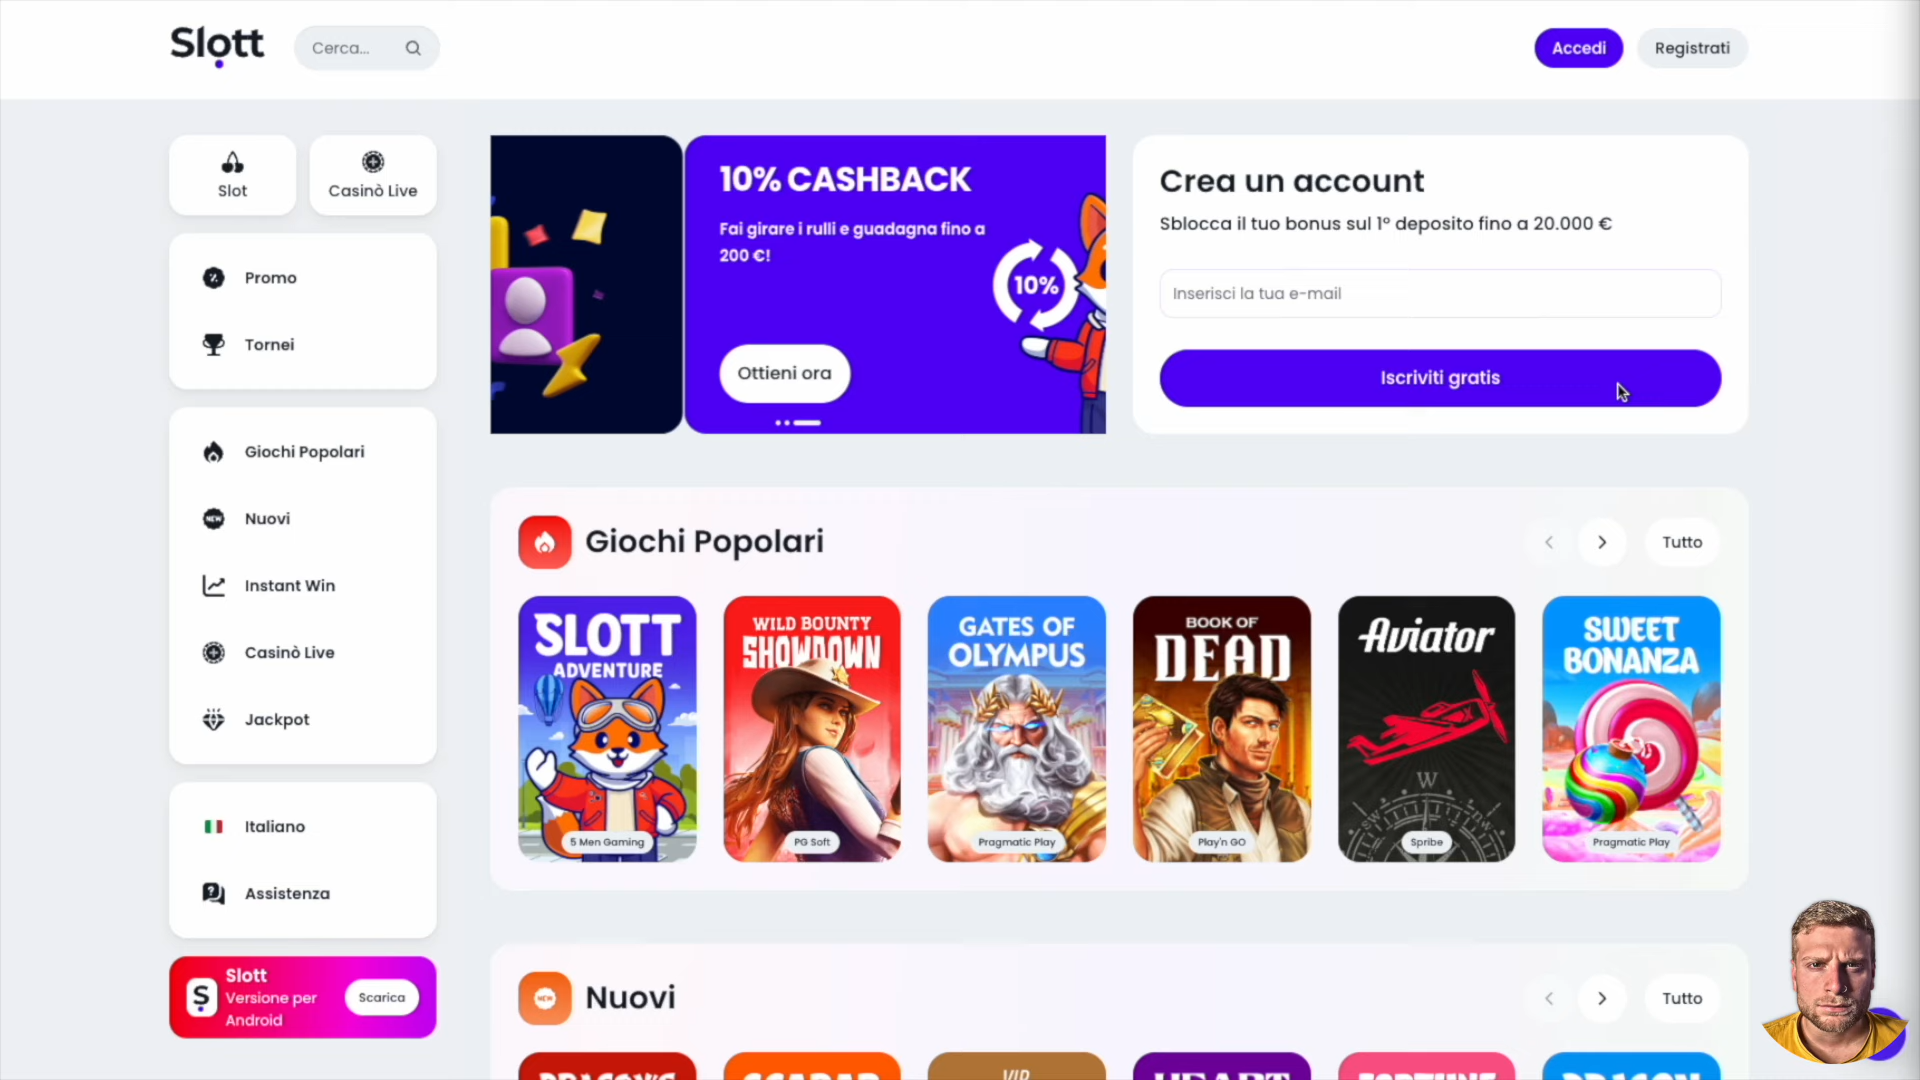 Slott
Cerca...
Accedi
Registrati
Slot
Casinò Live
Promo
Tornei
Giochi Popolari
Nuovi
Instant Win
Casinò Live
Jackpot
Italiano
Assistenza
S
Slott
Versione per
Android
Scarica
10% CASHBACK
Fai girare i rulli e guadagna fino a
200 €!
10%
Ottieni ora
Crea un account
Sblocca il tuo bonus sul 1° deposito fino a 20.000 €
Inserisci la tua e-mail
Iscriviti gratis
Giochi Popolari
Tutto
SLOTT
ADVENTURE
5 Men Gaming
WILD BOUNTY
SHOWDOWN
PG Soft
GATES OF
OLYMPUS
Pragmatic Play
BOOK OF
DEAD
Play'n GO
Aviator
W
Spribe
SWEET
BONANZA
Pragmatic Play
NEW
Nuovi
Tutto
VIP